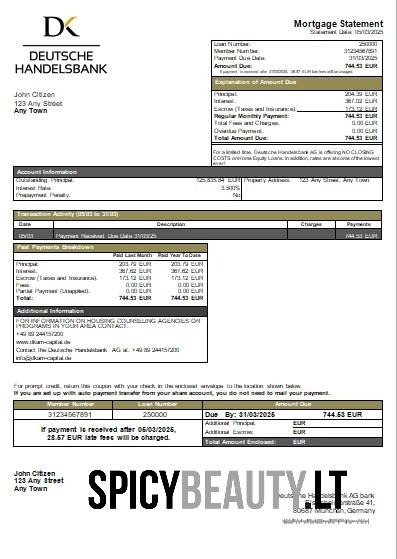 DK
DEUTSCHE
HANDELSBANK
Mortgage Statement
Statement Date: 05/03/2025
Loan Number: 250000
Member Number: 31234567891
Payment Due Date: 31/03/2025
Amount Due: 744.53 EUR
If payment is received after 31/03/2025, 28.57 EUR late fees will be charged.
John Citizen
123 Any Street
Any Town
Explanation of Amount Due
Principal: 204.39 EUR
Interest: 367.02 EUR
Escrow (Taxes and Insurance): 173.12 EUR
Regular Monthly Payment: 744.53 EUR
Total Fees and Charges: 0.00 EUR
Overdue Payment: 0.00 EUR
Total Amount Due: 744.53 EUR
For a limited time, Deutsche Handelsbank AG is offering NO CLOSING
COSTS on Home Equity Loans. In addition, rates are at some of the lowest
ever!
Account Information
Outstanding Principal: 125,835.84 EUR Property Address: 123 Any Street, Any Town
Interest Rate: 3.500%
Prepayment Penalty: No
Transaction Activity (05/03 to 31/03)
Date Description Charges Payments
05/03 Payment Received Due Date 31/03/25 744.53 EUR
Past Payments Breakdown
Paid Last Month Paid Year To Date
Principal: 203.79 EUR 203.79 EUR
Interest: 367.62 EUR 367.62 EUR
Escrow (Taxes and Insurance): 173.12 EUR 173.12 EUR
Fees: 0.00 EUR 0.00 EUR
Partial Payment (Unapplied): 0.00 EUR 0.00 EUR
Total: 744.53 EUR 744.53 EUR
Additional Information
FOR INFORMATION ON HOUSING COUNSELING AGENCIES OR
PROGRAMS IN YOUR AREA CONTACT:
+49 89 244157200
www.dkam-capital.de
Contact the Deutsche Handelsbank AG at: +49 89 244157200
info@dkam-capital.de
For prompt credit, return this coupon with your check in the enclosed envelope to the location shown below.
If you are set up with auto payment transfer from your share account, you do not need to mail your payment.
Member Number Loan Number Amount Due
31234567891 250000 Due By: 31/03/2025 744.53 EUR
If payment is received after 05/03/2025,
28.57 EUR late fees will be charged.
Additional Principal: EUR
Additional Escrow: EUR
Total Amount Enclosed: EUR
John Citizen
123 Any Street
Any Town
SPICYBEAUTY.LT
Deutsche Handelsbank AG bank
80687 München, Germany